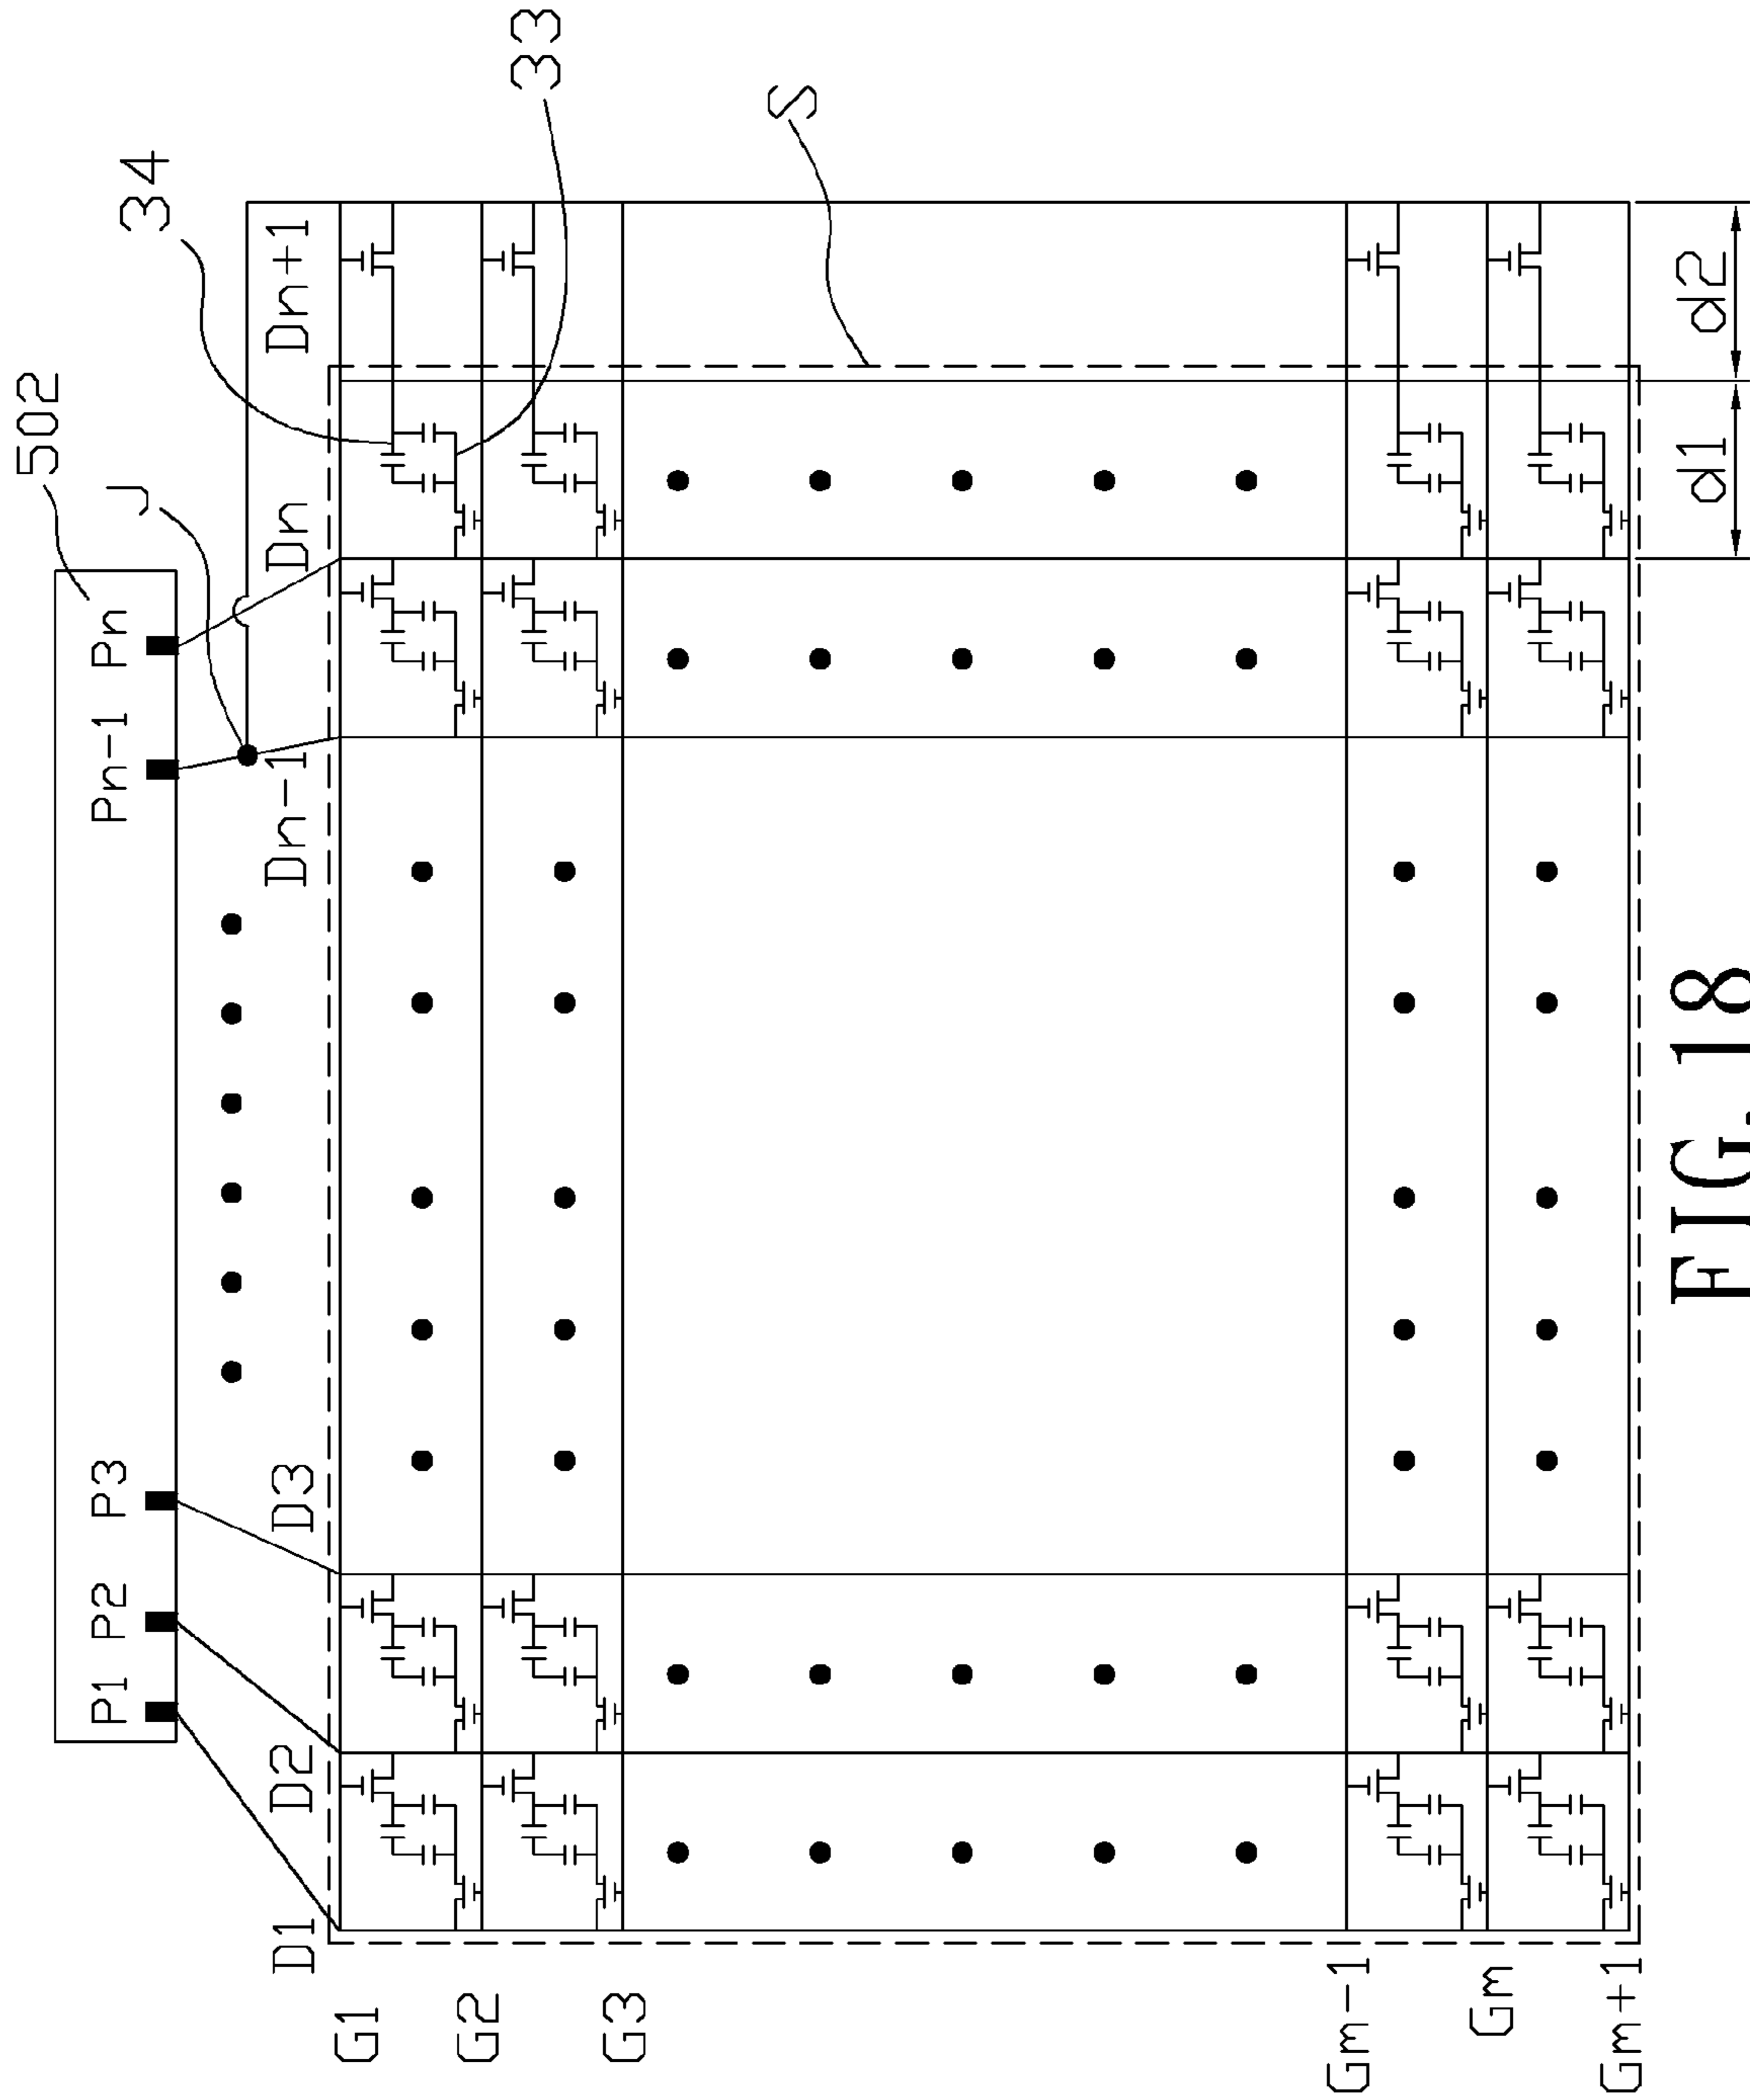 502
P1 P2 P3 Pn-1 Pn
J
34
33
D1 D2 D3 Dn-1 Dn Dn+1
S
G1
G2
G3
Gm-1
Gm
Gm+1
d1 d2
FIG. 18